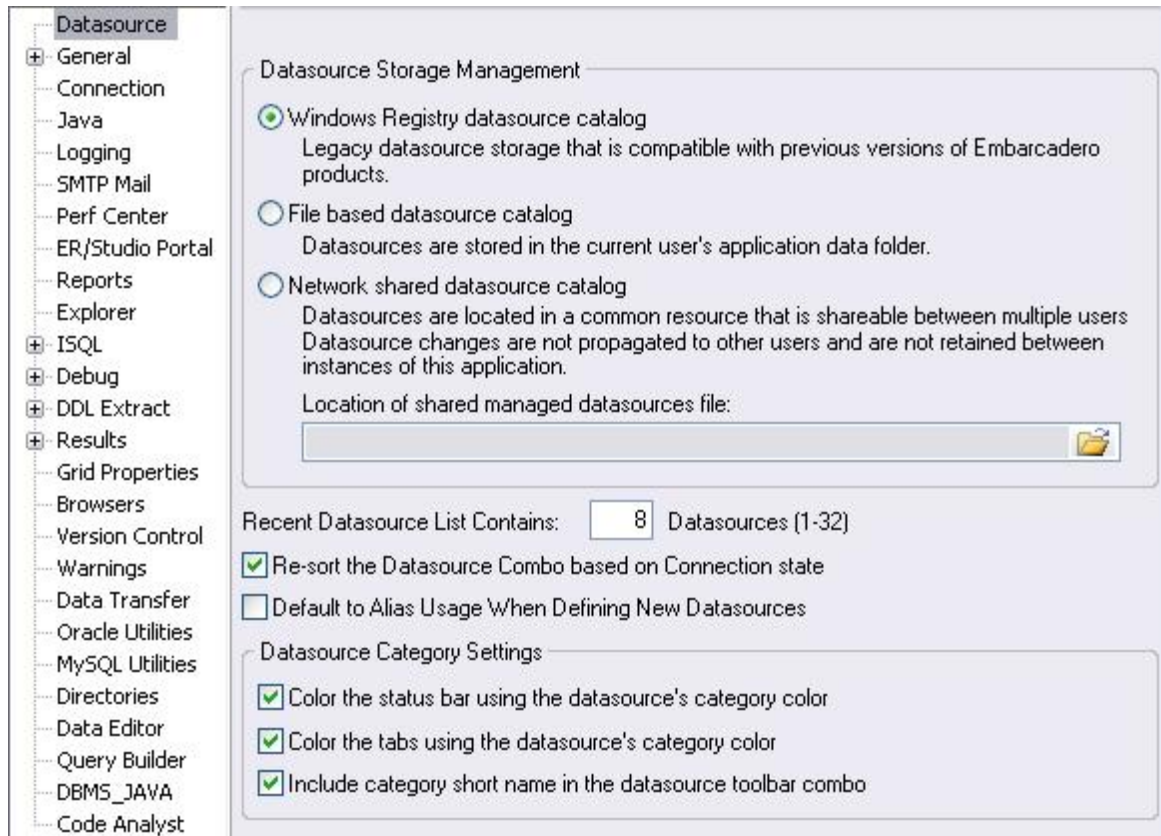 Datasource
General
Connection
Java
Logging
SMTP Mail
Perf Center
ER/Studio Portal
Reports
Explorer
ISQL
Debug
DDL Extract
Results
Grid Properties
Browsers
Version Control
Warnings
Data Transfer
Oracle Utilities
MySQL Utilities
Directories
Data Editor
Query Builder
DBMS_JAVA
Code Analyst
Datasource Storage Management
Windows Registry datasource catalog
Legacy datasource storage that is compatible with previous versions of Embarcadero
products.
File based datasource catalog
Datasources are stored in the current user's application data folder.
Network shared datasource catalog
Datasources are located in a common resource that is shareable between multiple users
Datasource changes are not propagated to other users and are not retained between
instances of this application.
Location of shared managed datasources file:
Recent Datasource List Contains: 8 Datasources (1-32)
Re-sort the Datasource Combo based on Connection state
Default to Alias Usage When Defining New Datasources
Datasource Category Settings
Color the status bar using the datasource's category color
Color the tabs using the datasource's category color
Include category short name in the datasource toolbar combo